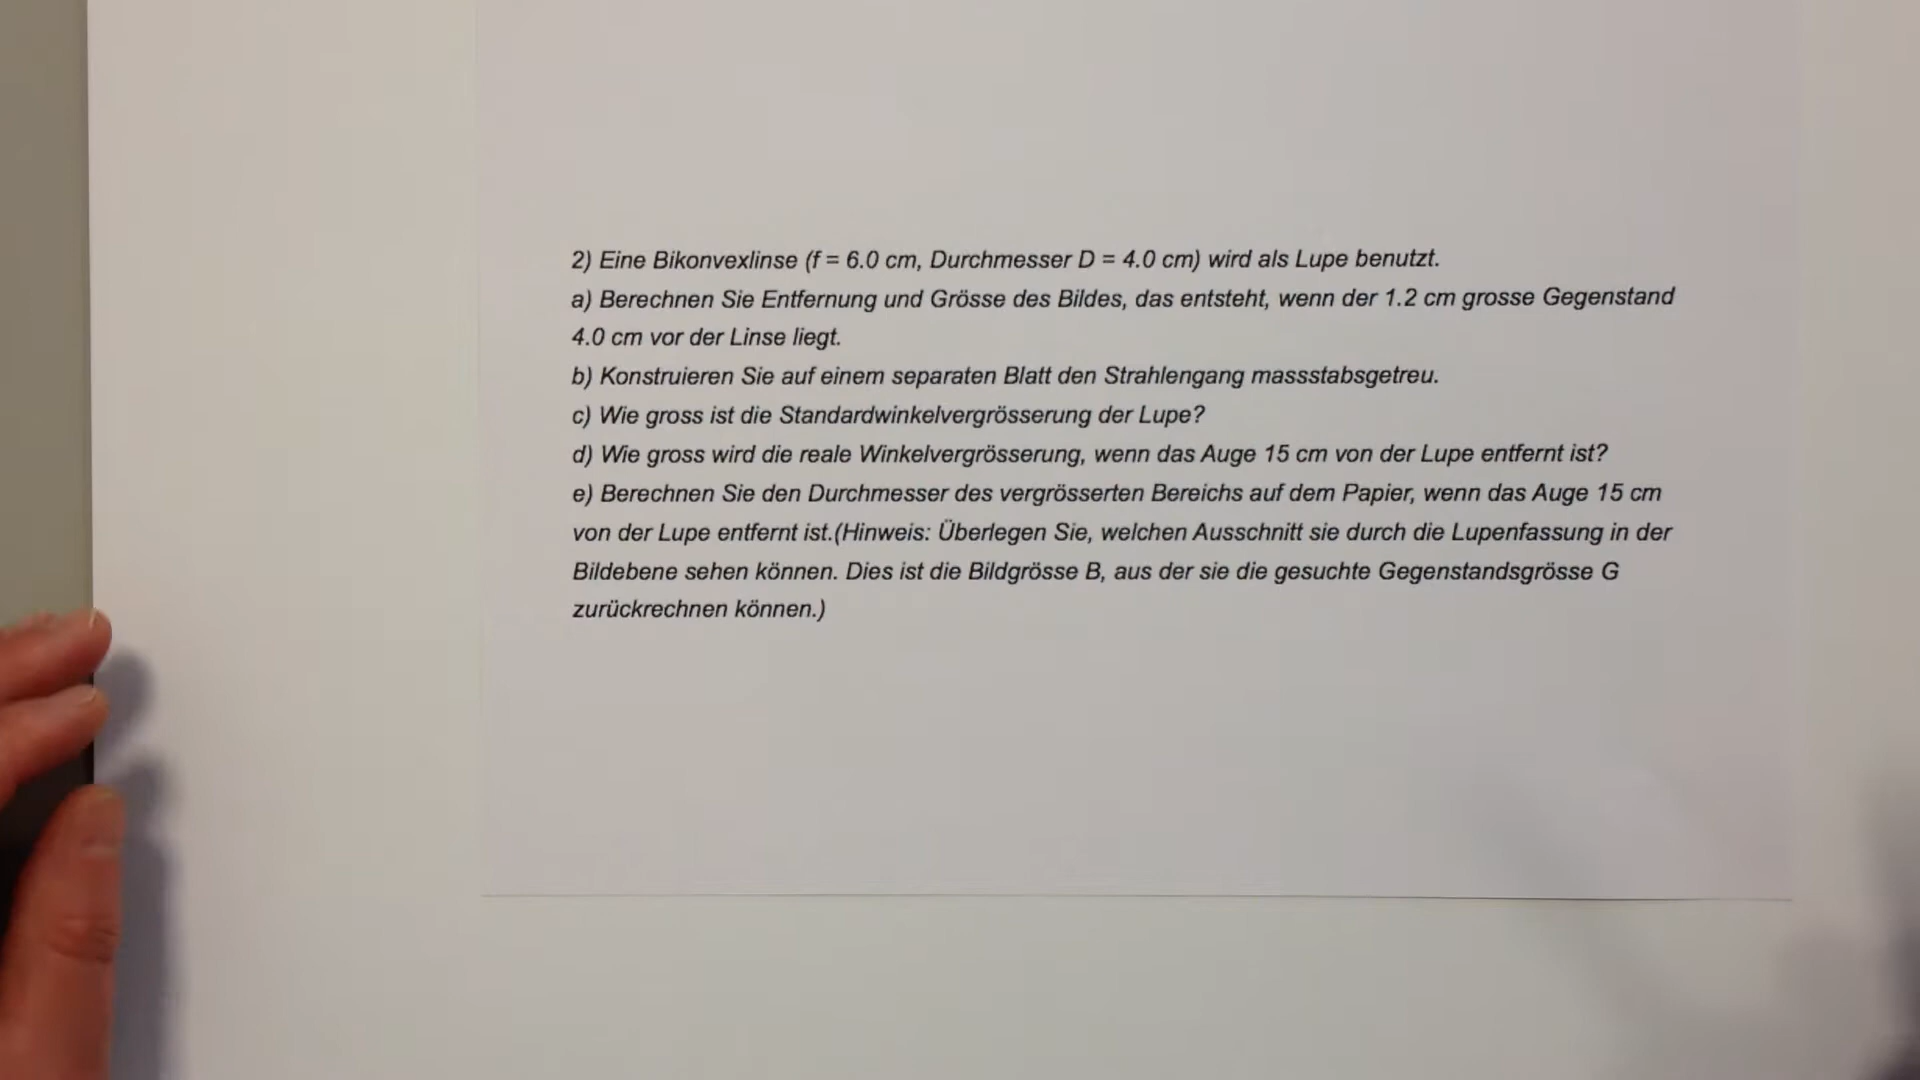 2) Eine Bikonvexlinse (f = 6.0 cm, Durchmesser D = 4.0 cm) wird als Lupe benutzt.
a) Berechnen Sie Entfernung und Grösse des Bildes, das entsteht, wenn der 1.2 cm grosse Gegenstand
4.0 cm vor der Linse liegt.
b) Konstruieren Sie auf einem separaten Blatt den Strahlengang massstabsgetreu.
c) Wie gross ist die Standardwinkelvergrösserung der Lupe?
d) Wie gross wird die reale Winkelvergrösserung, wenn das Auge 15 cm von der Lupe entfernt ist?
e) Berechnen Sie den Durchmesser des vergrösserten Bereichs auf dem Papier, wenn das Auge 15 cm
von der Lupe entfernt ist.(Hinweis: Überlegen Sie, welchen Ausschnitt sie durch die Lupenfassung in der
Bildebene sehen können. Dies ist die Bildgrösse B, aus der sie die gesuchte Gegenstandsgrösse G
zurückrechnen können.)